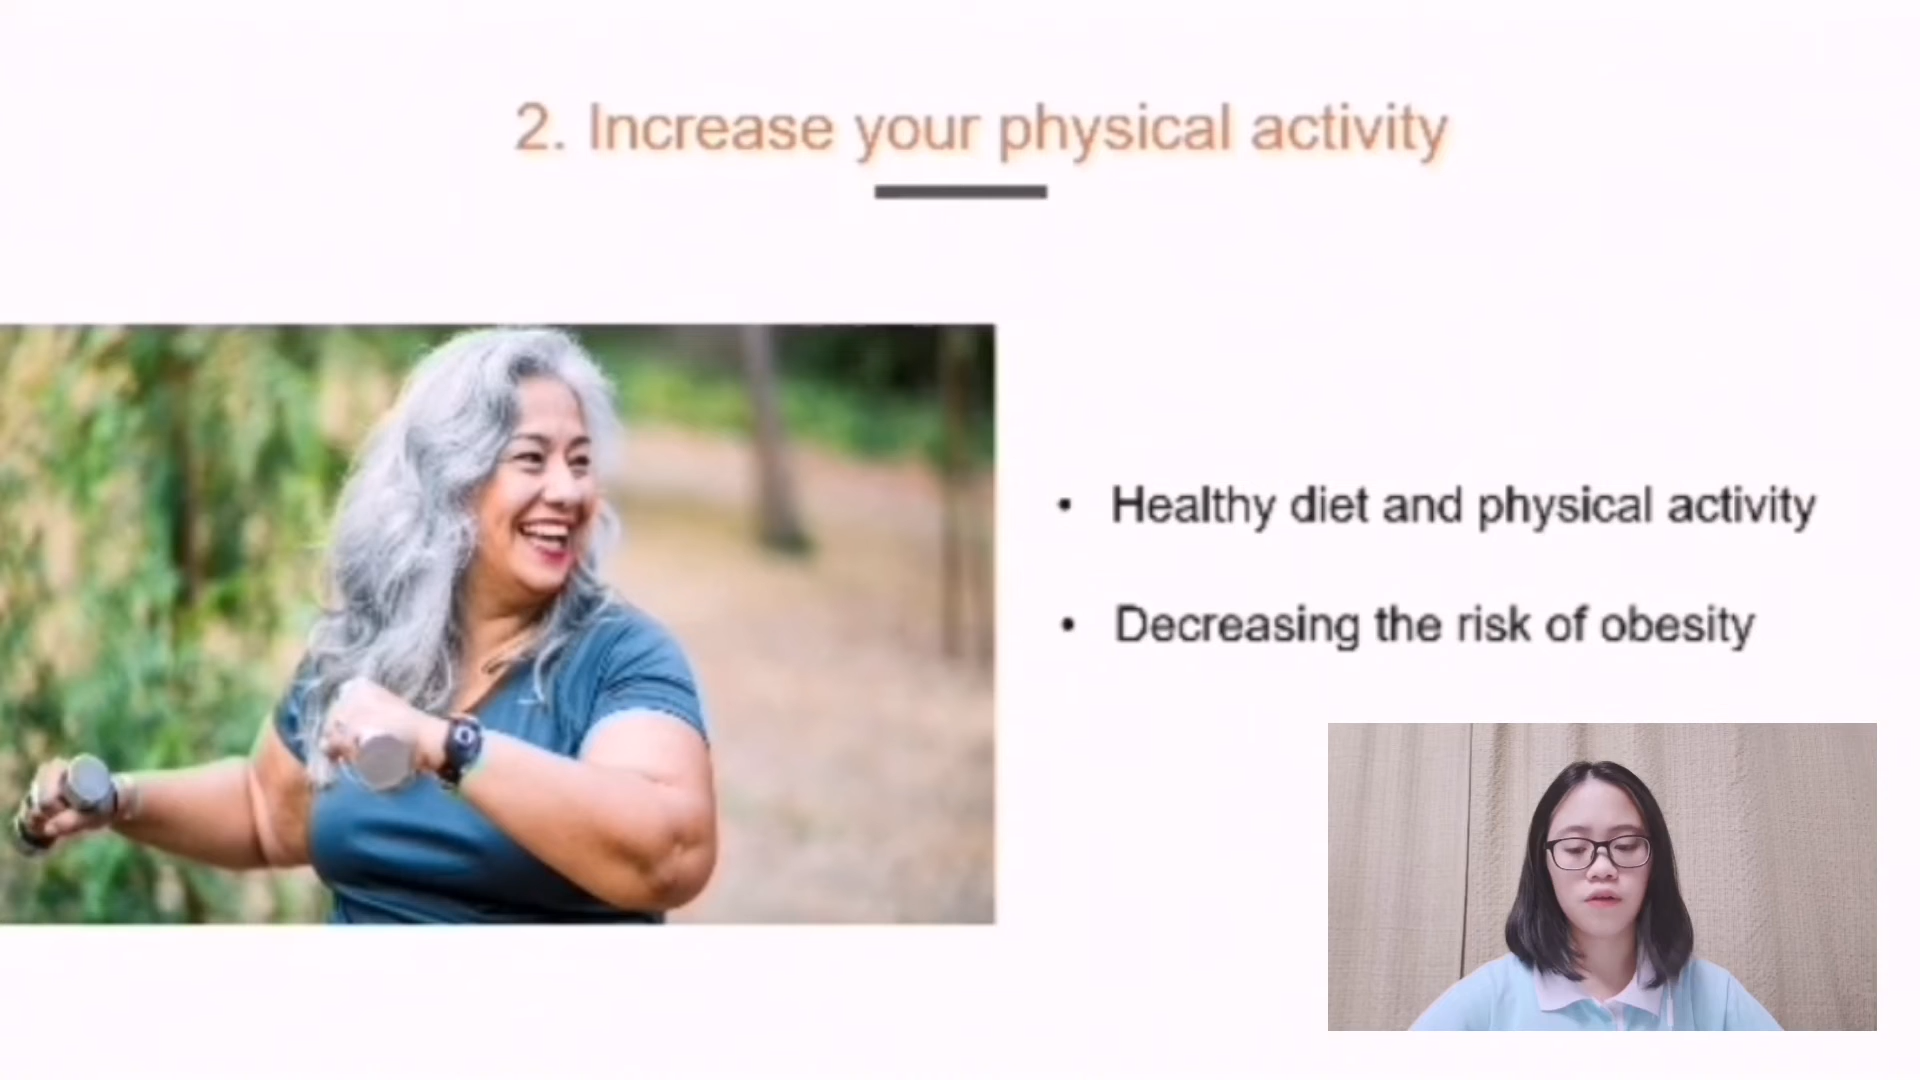 2. Increase your physical activity
• Healthy diet and physical activity
• Decreasing the risk of obesity